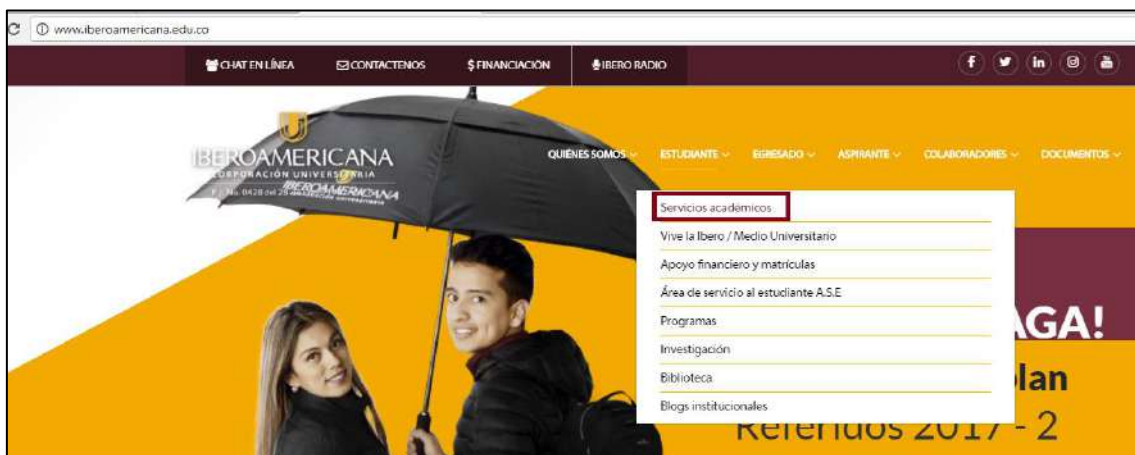 www.iberoamericana.edu.co
CHAT EN LÍNEA CONTACTENOS $ FINANCIACIÓN IBERO RADIO
IBEROAMERICANA
CORPORACIÓN UNIVERSITARIA
IBEROAMERICANA
QUIÉNES SOMOS ESTUDIANTE EGRESADO ASPIRANTE COLABORADORES DOCUMENTOS
Servicios académicos
Vive la Ibero / Medio Universitario
Apoyo financiero y matrículas
Área de servicio al estudiante A.S.E
Programas
Investigación
Biblioteca
Blogs institucionales
AGA!
lan
Referidos 2017 - 2